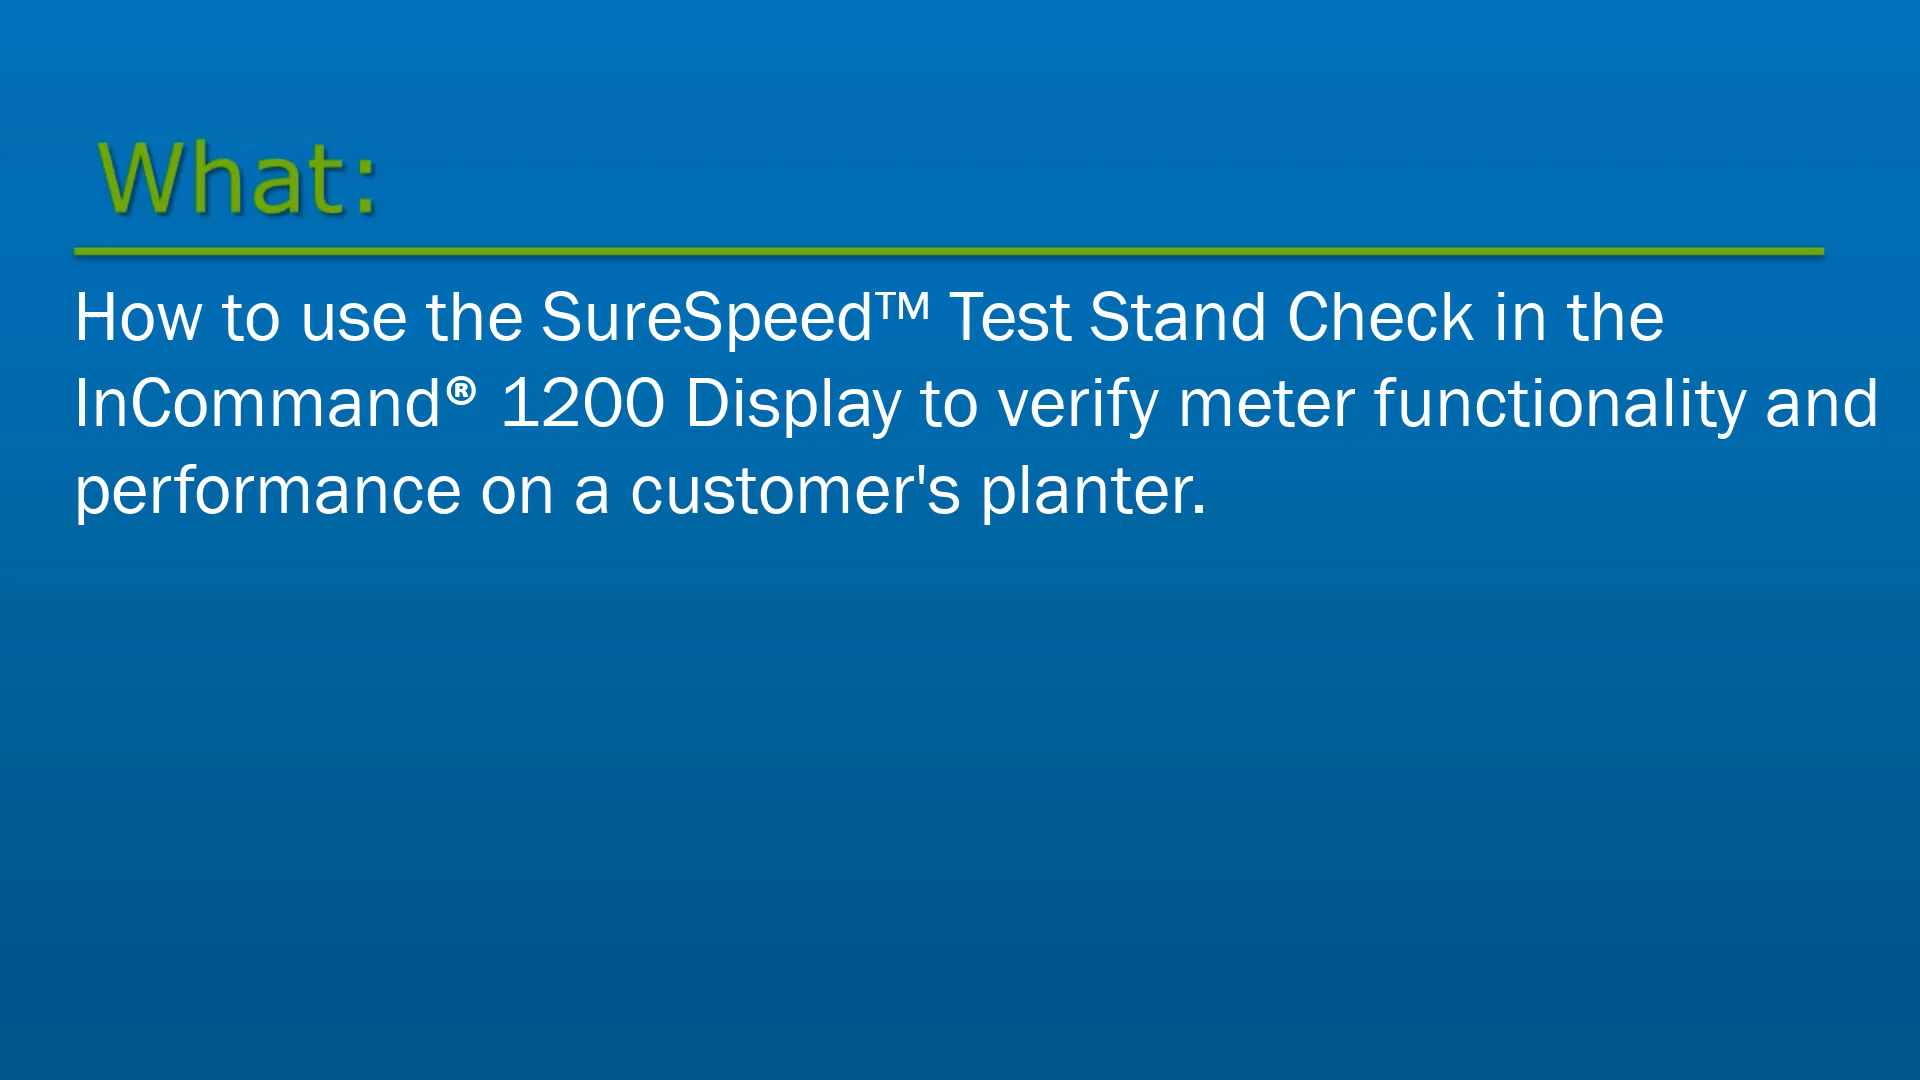 What:
How to use the SureSpeed™ Test Stand Check in the
InCommand® 1200 Display to verify meter functionality and
performance on a customer's planter.